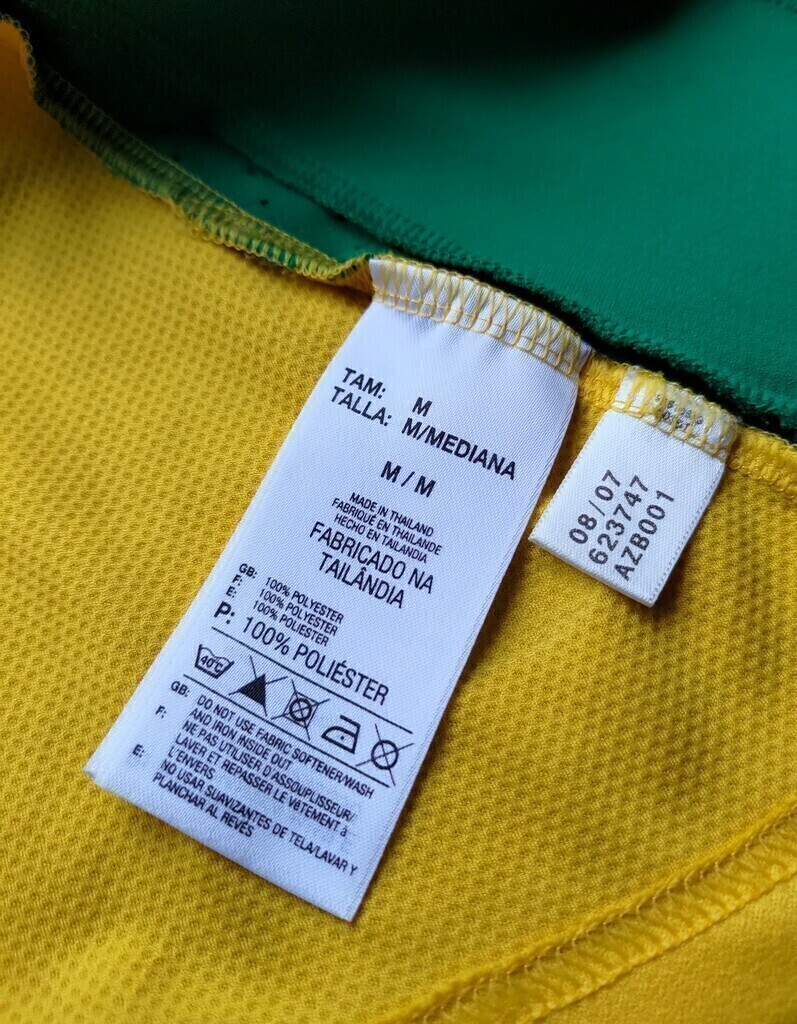 TAM: M
TALLA: M/MEDIANA
M / M
MADE IN THAILAND
FABRIQUÉ EN THAILANDE
HECHO EN TAILANDIA
FABRICADO NA
TAILÂNDIA
GB: 100% POLYESTER
F: 100% POLYESTER
E: 100% POLIESTER
P: 100% POLIÉSTER
40°C
GB: DO NOT USE FABRIC SOFTENER/WASH
AND IRON INSIDE OUT
F: NE PAS UTILISER D'ASSOUPLISSEUR/
LAVER ET REPASSER LE VêTEMENT à
L'ENVERS
E: NO USAR SUAVIZANTES DE TELA/LAVAR Y
PLANCHAR AL REVÉS
08/07
623747
AZB001